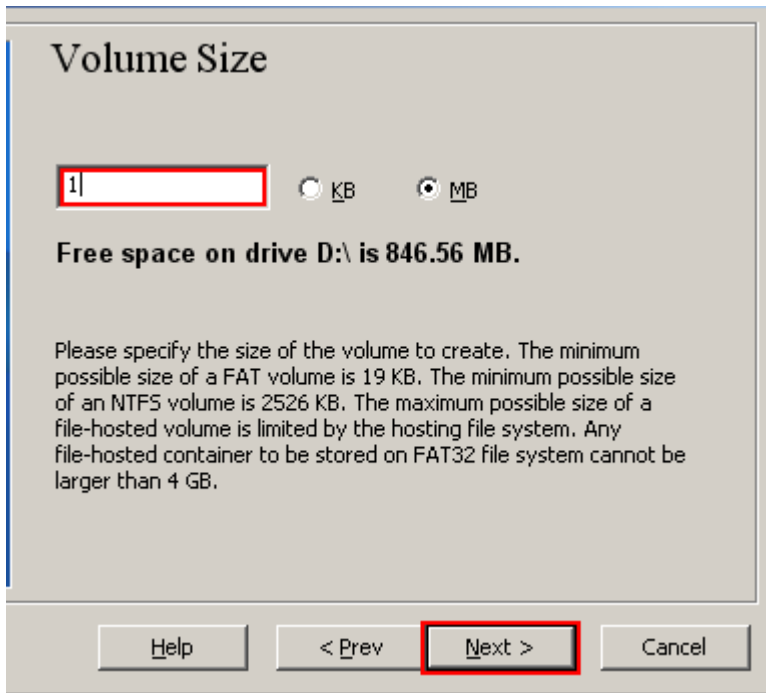 Volume Size
1
KB
MB
Free space on drive D:\ is 846.56 MB.
Please specify the size of the volume to create. The minimum
possible size of a FAT volume is 19 KB. The minimum possible size
of an NTFS volume is 2526 KB. The maximum possible size of a
file-hosted volume is limited by the hosting file system. Any
file-hosted container to be stored on FAT32 file system cannot be
larger than 4 GB.
Help
< Prev
Next >
Cancel